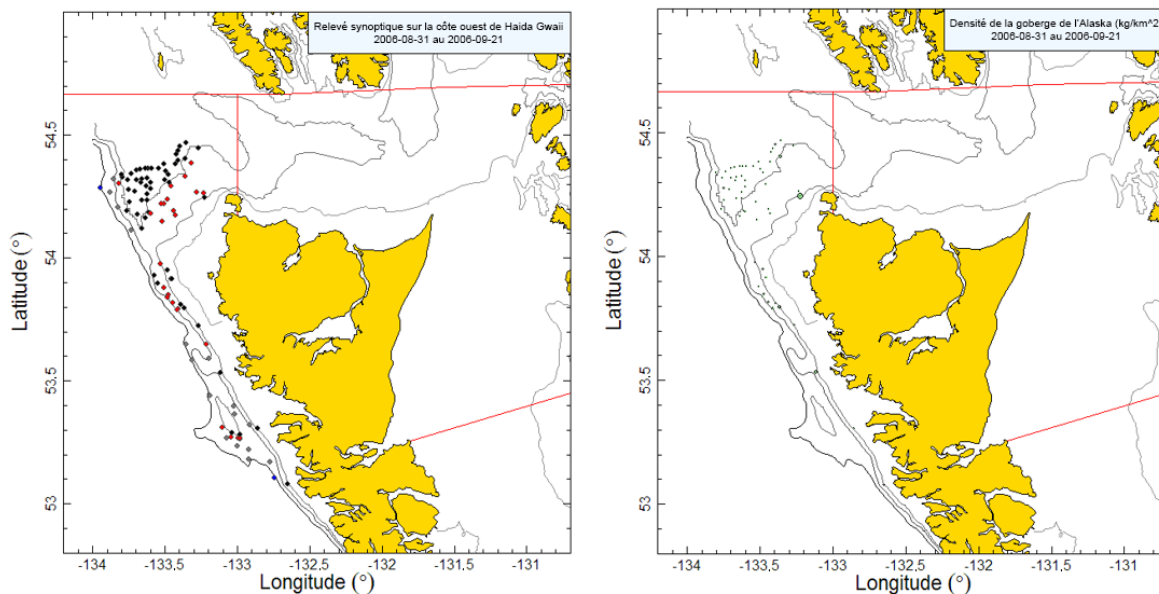 Relevé synoptique sur la côte ouest de Haida Gwaii
2006-08-31 au 2006-09-21
54.5
54
53.5
53
Latitude (°)
-134
-133.5
-133
-132.5
-132
-131.5
-131
Longitude (°)
Densité de la goberge de l'Alaska (kg/km^2
2006-08-31 au 2006-09-21
54.5
54
53.5
53
Latitude (°)
-134
-133.5
-133
-132.5
-132
-131.5
-131
Longitude (°)